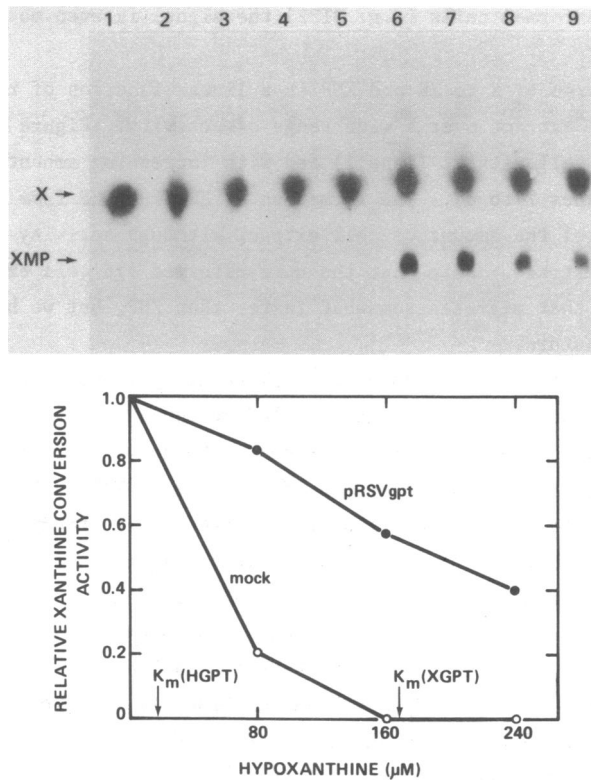 1 2 3 4 5 6 7 8 9
X →
XMP →
RELATIVE XANTHINE CONVERSION
ACTIVITY
1.0
0.8
0.6
0.4
0.2
0
pRSVgpt
mock
Km(HGPT)
Km(XGPT)
80 160 240
HYPOXANTHINE (μM)